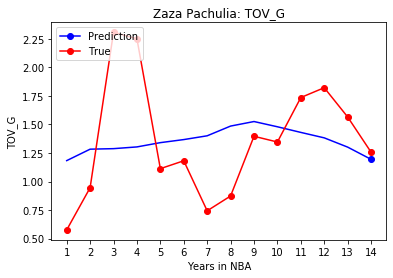 Zaza Pachulia: TOV_G
Prediction
True
TOV_G
2.25
2.00
1.75
1.50
1.25
1.00
0.75
0.50
1 2 3 4 5 6 7 8 9 10 11 12 13 14
Years in NBA